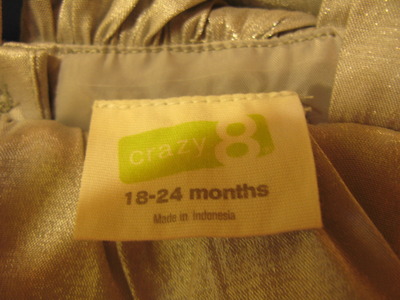 crazy 8
18-24 months
Made in Indonesia